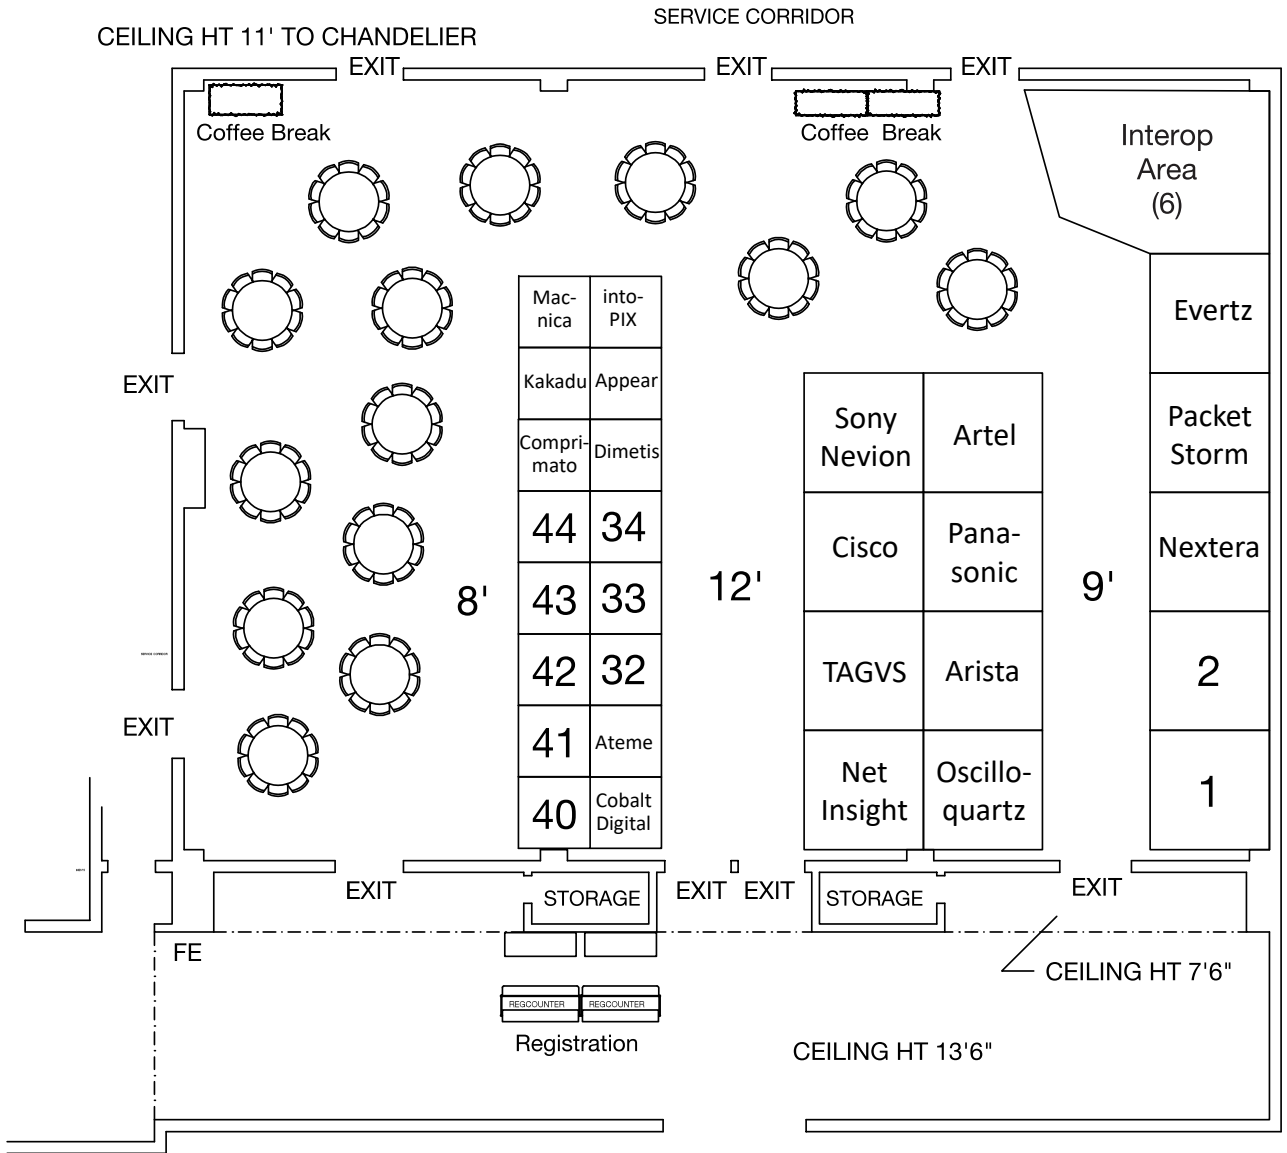 SERVICE CORRIDOR
CEILING HT 11' TO CHANDELIER
EXIT
EXIT
EXIT
Coffee Break
Coffee Break
Interop
Area
(6)
Mac-
nica
into-
PIX
Evertz
EXIT
Kakadu
Appear
Sony
Nevion
Artel
Packet
Storm
Compri-
mato
Dimetis
44
34
Cisco
Pana-
sonic
Nextera
8'
43
33
12'
9'
SERVICE CORRIDOR
42
32
TAGVS
Arista
2
EXIT
41
Ateme
40
Cobalt
Digital
Net
Insight
Oscillo-
quartz
1
EXIT
STORAGE
EXIT
EXIT
STORAGE
EXIT
FE
CEILING HT 7'6"
REGCOUNTER
REGCOUNTER
Registration
CEILING HT 13'6"